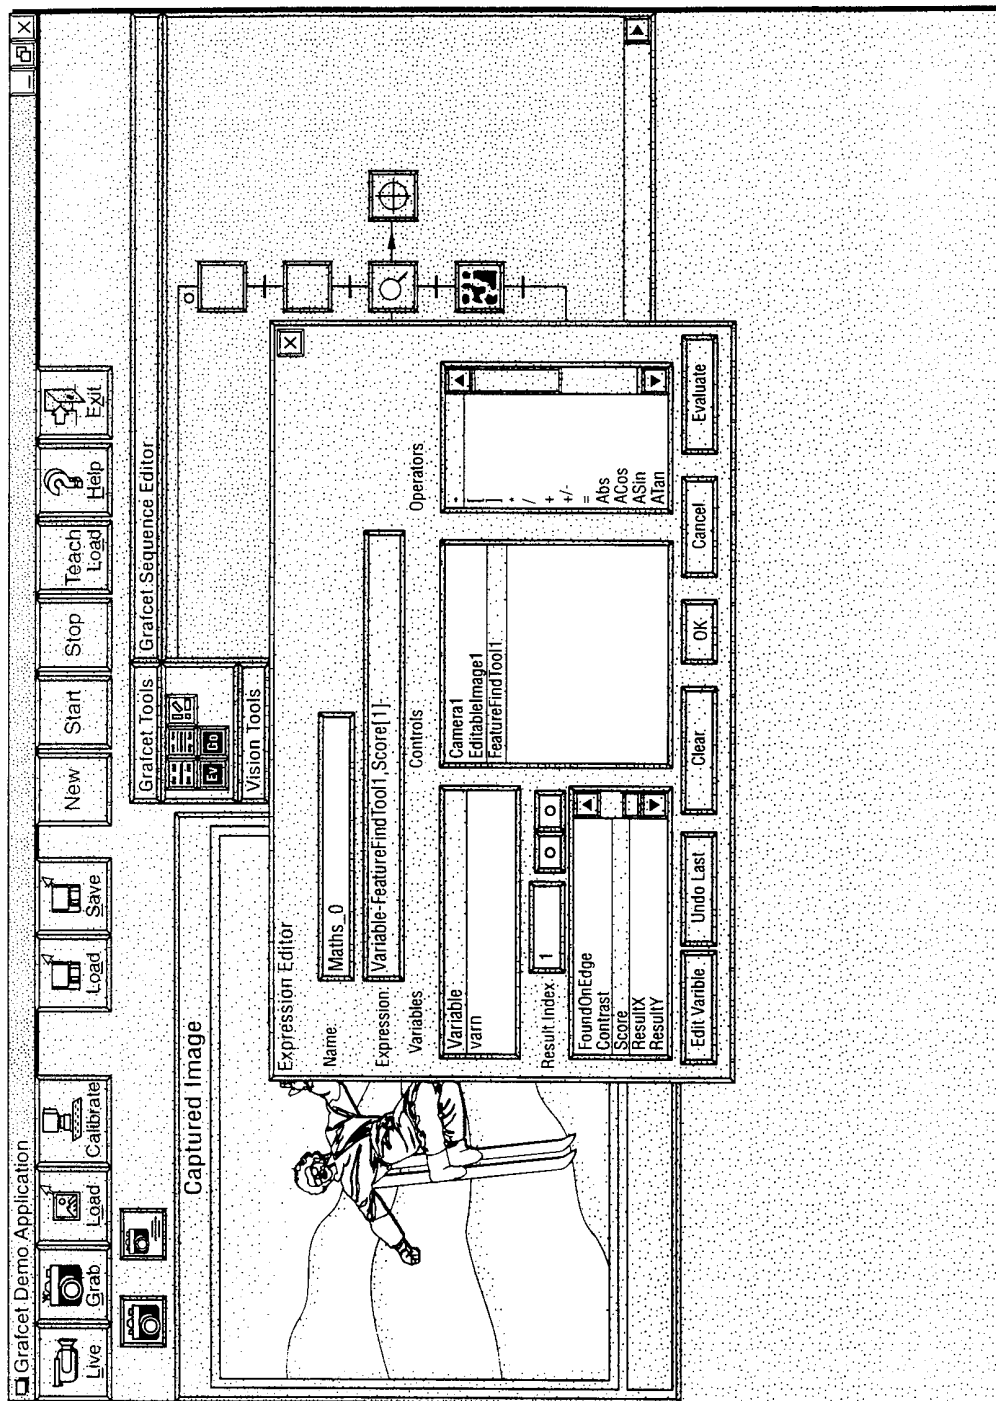 Grafcet Demo Application
Live
Grab
Load
Calibrate
Load
Save
New
Start
Stop
Teach
Load
Help
Exit
Captured Image
Grafcet Tools
Ev
Go
Vision Tools
Grafcet Sequence Editor
Expression Editor
Name:
Maths_0
Expression:
Variable-FeatureFindTool1,Score[1]-
Variables
Controls
Operators
Variable
varn
Camera1
EditableImage1
FeatureFindTool1
[
]
*
/
+
+/-
=
Abs
ACos
ASin
ATan
Result Index
1
FoundOnEdge
Contrast
Score
ResultX
ResultY
Edit Varible
Undo Last
Clear
OK
Cancel
Evaluate